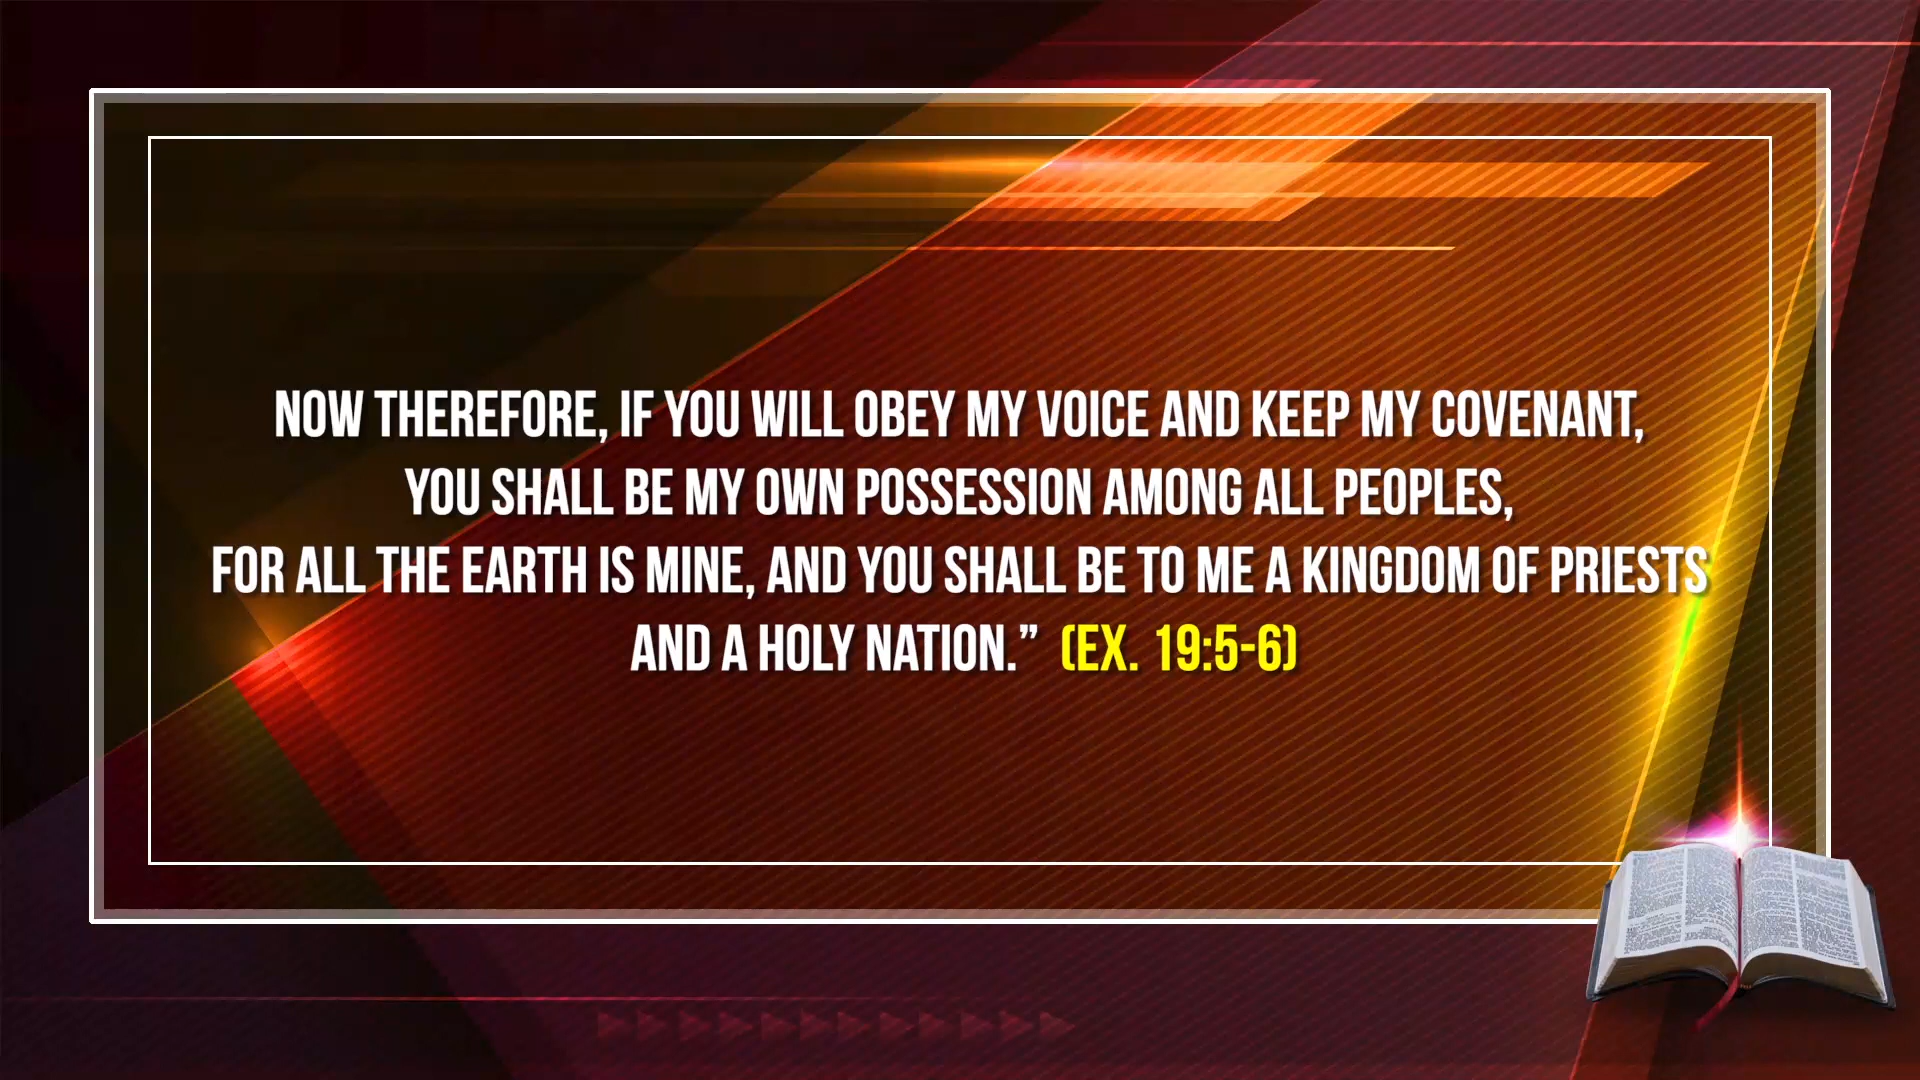 NOW THEREFORE, IF YOU WILL OBEY MY VOICE AND KEEP MY COVENANT,
YOU SHALL BE MY OWN POSSESSION AMONG ALL PEOPLES,
FOR ALL THE EARTH IS MINE, AND YOU SHALL BE TO ME A KINGDOM OF PRIESTS
AND A HOLY NATION.” (EX. 19:5-6)